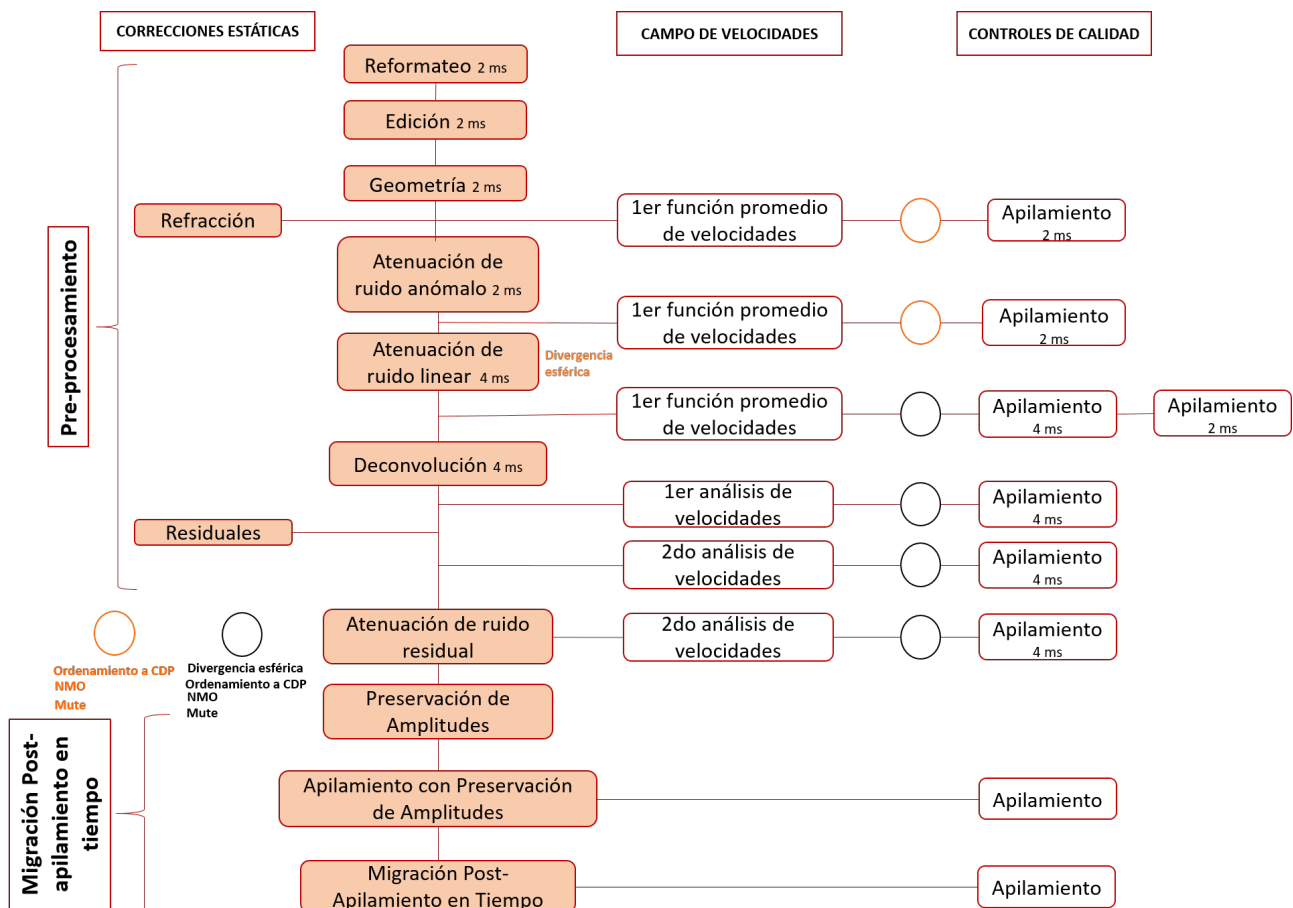 CORRECCIONES ESTÁTICAS
CAMPO DE VELOCIDADES
CONTROLES DE CALIDAD
Reformateo 2 ms
Edición 2 ms
Geometría 2 ms
Refracción
1er función promedio
de velocidades
Apilamiento
2 ms
Atenuación de
ruido anómalo 2 ms
1er función promedio
de velocidades
Apilamiento
2 ms
Atenuación de
ruido linear 4 ms
Divergencia
esférica
1er función promedio
de velocidades
Apilamiento
4 ms
Apilamiento
2 ms
Deconvolución 4 ms
1er análisis de
velocidades
Apilamiento
4 ms
Residuales
2do análisis de
velocidades
Apilamiento
4 ms
Atenuación de ruido
residual
2do análisis de
velocidades
Apilamiento
4 ms
Pre-procesamiento
Ordenamiento a CDP
NMO
Mute
Divergencia esférica
Ordenamiento a CDP
NMO
Mute
Preservación de
Amplitudes
Migración Post-
apilamiento en
tiempo
Apilamiento con Preservación
de Amplitudes
Apilamiento
Migración Post-
Apilamiento en Tiempo
Apilamiento